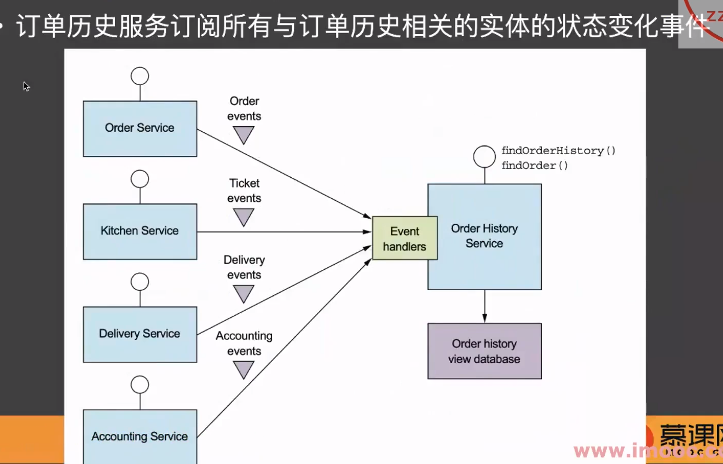 • 订单历史服务订阅所有与订单历史相关的实体的状态变化事件
Order Service
Order
events
findOrderHistory()
findOrder()
Kitchen Service
Ticket
events
Event
handlers
Order History
Service
Delivery
events
Delivery Service
Accounting
events
Order history
view database
Accounting Service
慕课网